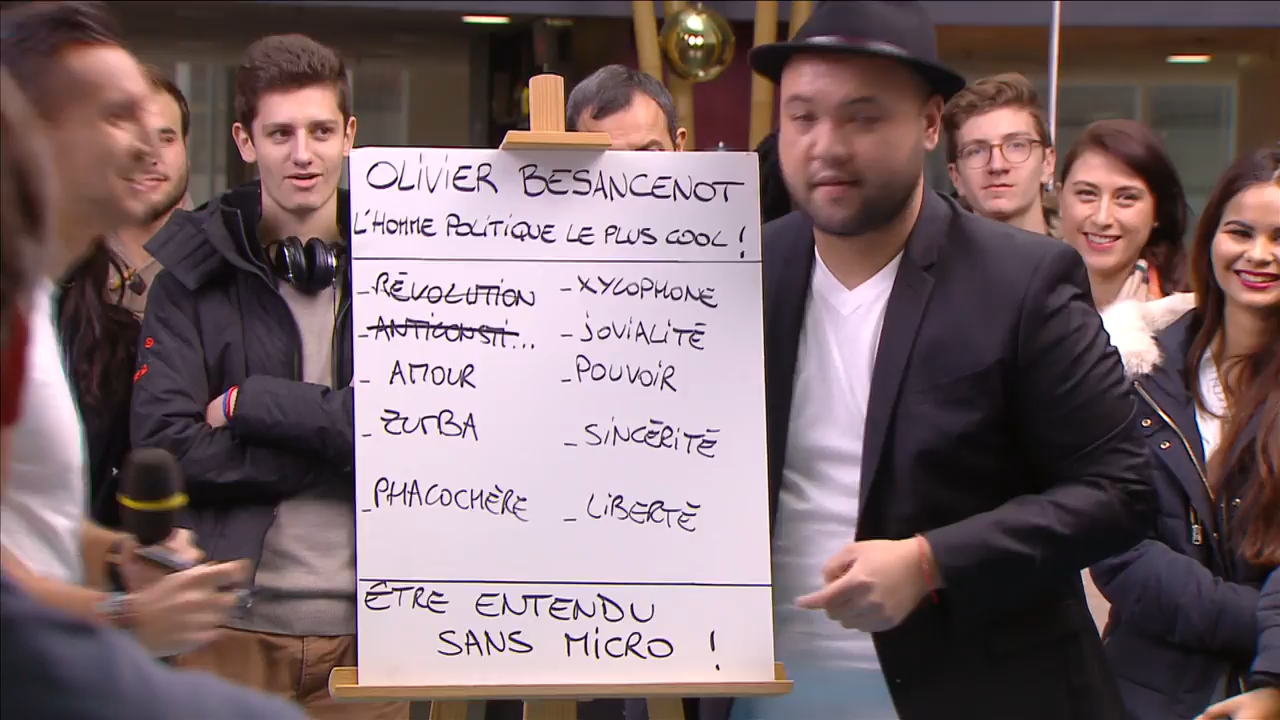 OLIVIER BESANCENOT
L'HOMME POLITIQUE LE PLUS COOL !
- RÉVOLUTION
- ANTICONSTI...
- AMOUR
- ZUMBA
- PHACOCHÈRE
- XYLOPHONE
- JOVIALITÉ
- POUVOIR
- SINCÉRITÉ
- LIBERTÉ
ÊTRE ENTENDU
SANS MICRO !